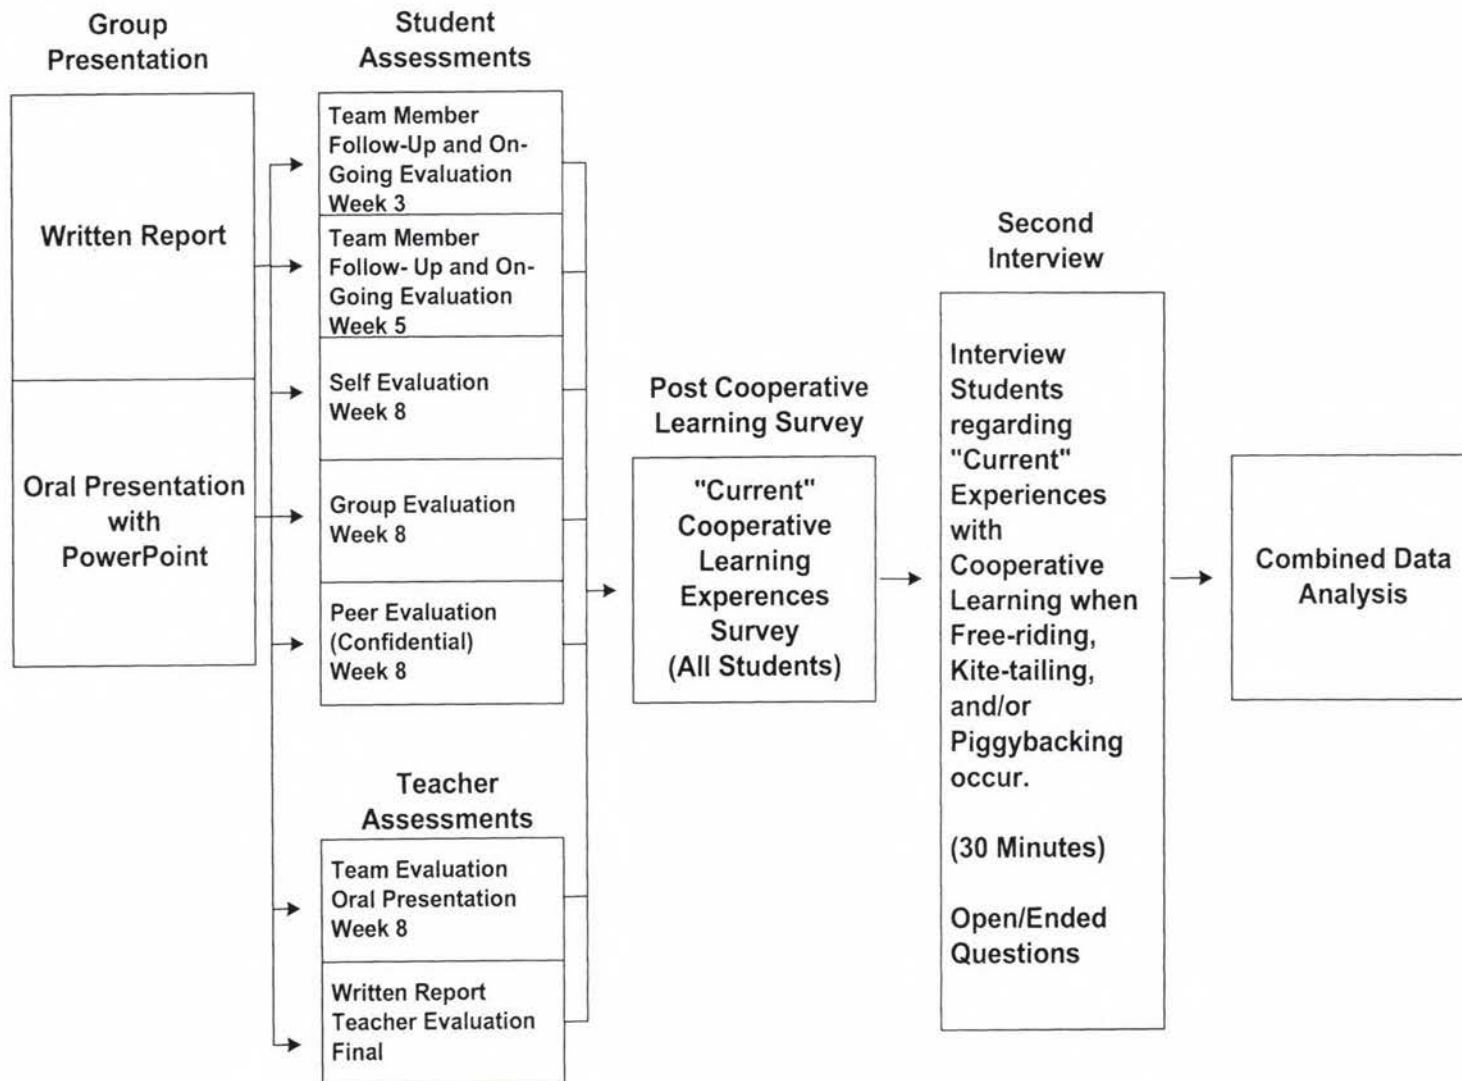 Group
Presentation
Written Report
Oral Presentation
with
PowerPoint
Student
Assessments
Team Member
Follow-Up and On-
Going Evaluation
Week 3
Team Member
Follow- Up and On-
Going Evaluation
Week 5
Self Evaluation
Week 8
Group Evaluation
Week 8
Peer Evaluation
(Confidential)
Week 8
Teacher
Assessments
Team Evaluation
Oral Presentation
Week 8
Written Report
Teacher Evaluation
Final
Post Cooperative
Learning Survey
"Current"
Cooperative
Learning
Experences
Survey
(All Students)
Second
Interview
Interview
Students
regarding
"Current"
Experiences
with
Cooperative
Learning when
Free-riding,
Kite-tailing,
and/or
Piggybacking
occur.
(30 Minutes)
Open/Ended
Questions
Combined Data
Analysis